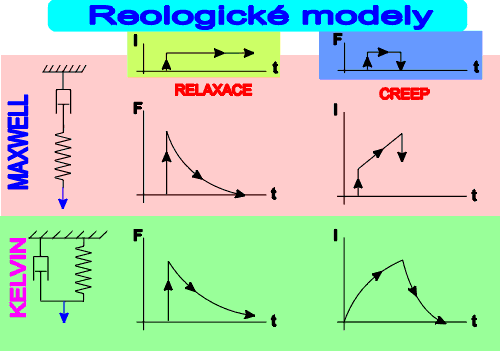 Reologické modely
l
t
F
t
RELAXACE
CREEP
MAXWELL
F
t
l
t
KELVIN
F
t
l
t